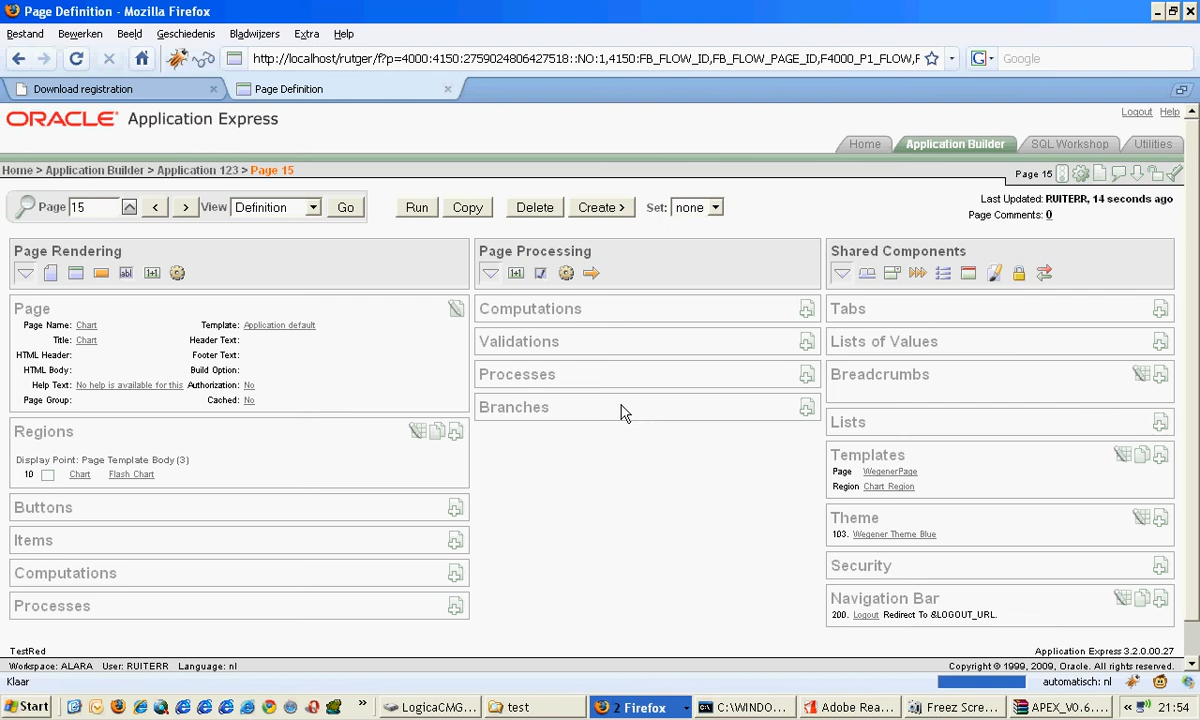 Page Definition - Mozilla Firefox
Bestand Bewerken Beeld Geschiedenis Bladwijzers Extra Help
http://localhost/rutger/f?p=4000:4150:2759024806427518::NO:1,4150:FB_FLOW_ID,FB_FLOW_PAGE_ID,F4000_P1_FLOW,F
Google
Download registration
Page Definition
ORACLE Application Express
Logout Help
Home Application Builder SQL Workshop Utilities
Home > Application Builder > Application 123 > Page 15
Page 15
Page 15 < > View Definition Go Run Copy Delete Create > Set: none
Last Updated: RUITERR, 14 seconds ago
Page Comments: 0
Page Rendering
Page
Page Name: Chart Template: Application default
Title: Chart Header Text:
HTML Header: Footer Text:
HTML Body: Build Option:
Help Text: No help is available for this Authorization: No
Page Group: Cached: No
Regions
Display Point: Page Template Body (3)
10 Chart Flash Chart
Buttons
Items
Computations
Processes
Page Processing
Computations
Validations
Processes
Branches
Shared Components
Tabs
Lists of Values
Breadcrumbs
Lists
Templates
Page WegenerPage
Region Chart Region
Theme
103. Wegener Theme Blue
Security
Navigation Bar
200. Logout Redirect To &LOGOUT_URL.
TestRed
Application Express 3.2.0.00.27
Workspace: ALARA User: RUITERR Language: nl
Copyright © 1999, 2009, Oracle. All rights reserved.
Klaar
automatisch: nl
Start
LogicaCMG...
test
2 Firefox
C:\WINDO...
Adobe Rea...
Freez Scre...
APEX_V0.6....
21:54